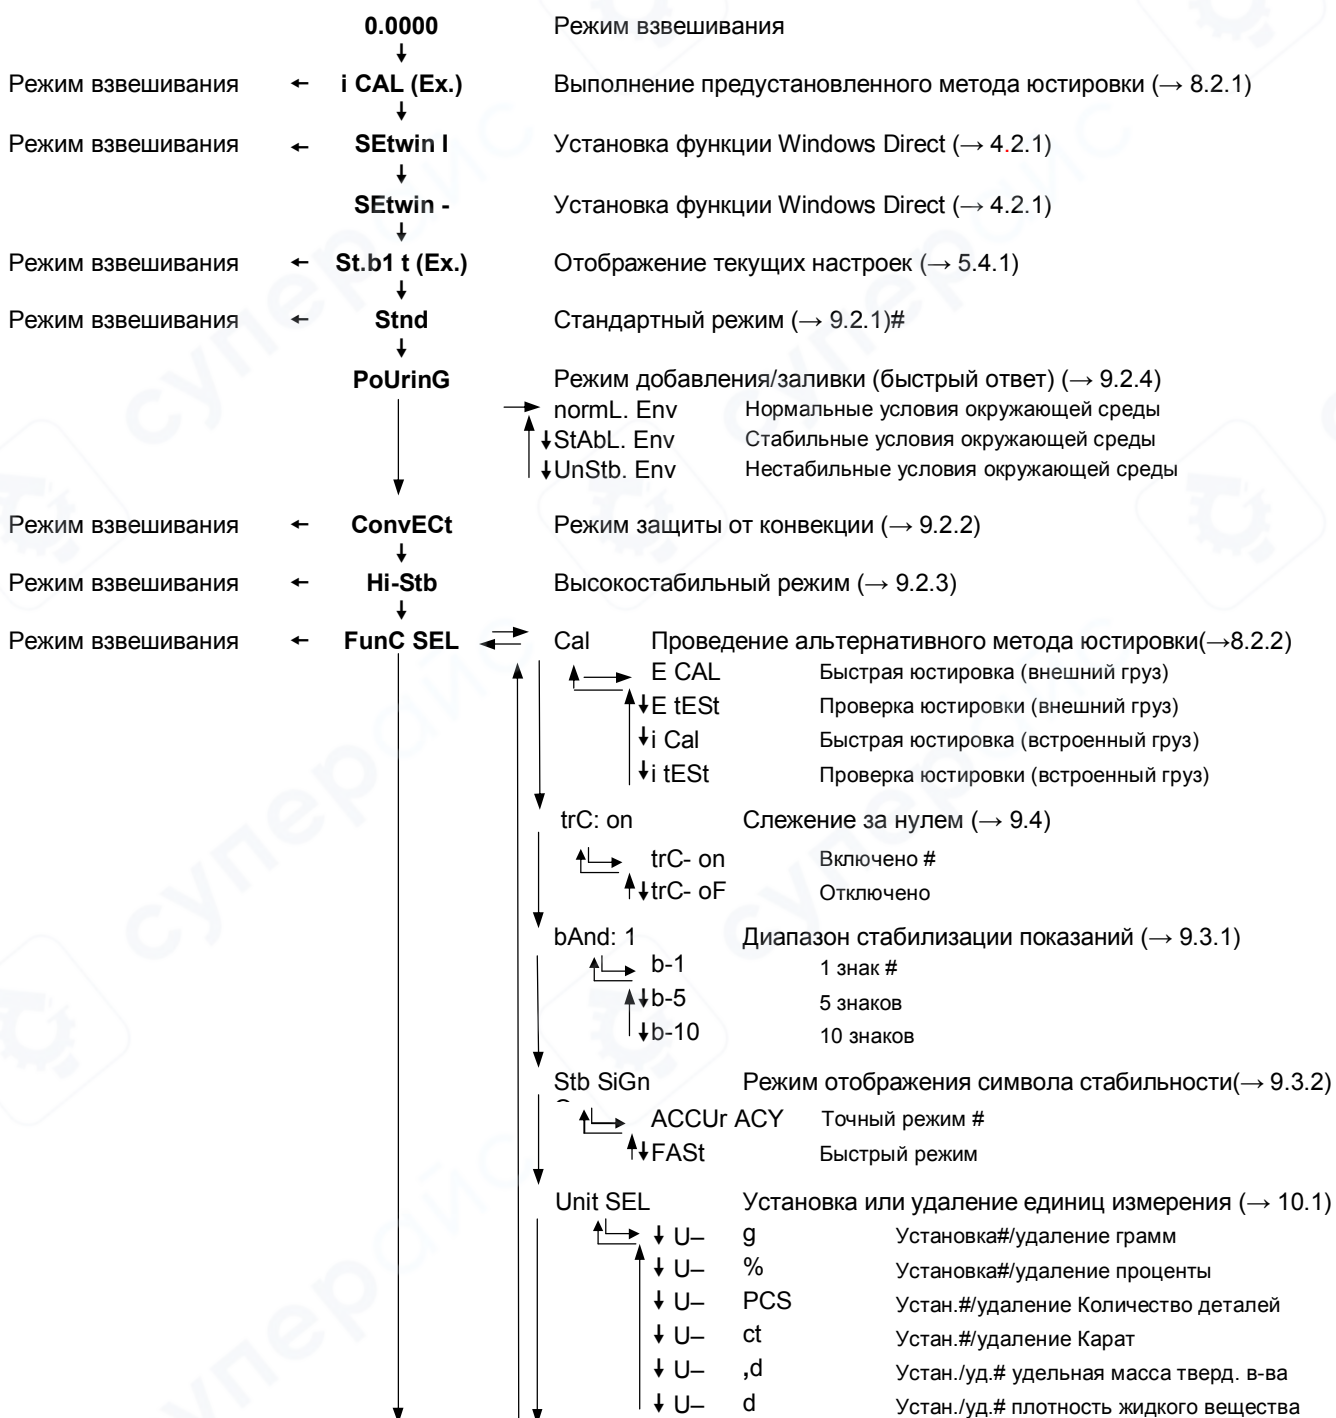 0.0000 Режим взвешивания
Режим взвешивания ← i CAL (Ex.) Выполнение предустановленного метода юстировки (→ 8.2.1)
Режим взвешивания ← SEtwin I Установка функции Windows Direct (→ 4.2.1)
SEtwin - Установка функции Windows Direct (→ 4.2.1)
Режим взвешивания ← St.b1 t (Ex.) Отображение текущих настроек (→ 5.4.1)
Режим взвешивания ← Stnd Стандартный режим (→ 9.2.1)#
PoUrinG Режим добавления/заливки (быстрый ответ) (→ 9.2.4)
normL. Env Нормальные условия окружающей среды
StAbL. Env Стабильные условия окружающей среды
UnStb. Env Нестабильные условия окружающей среды
Режим взвешивания ← ConvECt Режим защиты от конвекции (→ 9.2.2)
Режим взвешивания ← Hi-Stb Высокостабильный режим (→ 9.2.3)
Режим взвешивания ← FunC SEL Cal Проведение альтернативного метода юстировки(→8.2.2)
E CAL Быстрая юстировка (внешний груз)
E tESt Проверка юстировки (внешний груз)
i Cal Быстрая юстировка (встроенный груз)
i tESt Проверка юстировки (встроенный груз)
trC: on Слежение за нулем (→ 9.4)
trC- on Включено #
trC- oF Отключено
bAnd: 1 Диапазон стабилизации показаний (→ 9.3.1)
b-1 1 знак #
b-5 5 знаков
b-10 10 знаков
Stb SiGn Режим отображения символа стабильности(→ 9.3.2)
ACCUr ACY Точный режим #
FASt Быстрый режим
Unit SEL Установка или удаление единиц измерения (→ 10.1)
U– g Установка#/удаление грамм
U– % Установка#/удаление проценты
U– PCS Устан.#/удаление Количество деталей
U– ct Устан.#/удаление Карат
U– ,d Устан./уд.# удельная масса тверд. в-ва
U– d Устан./уд.# плотность жидкого вещества